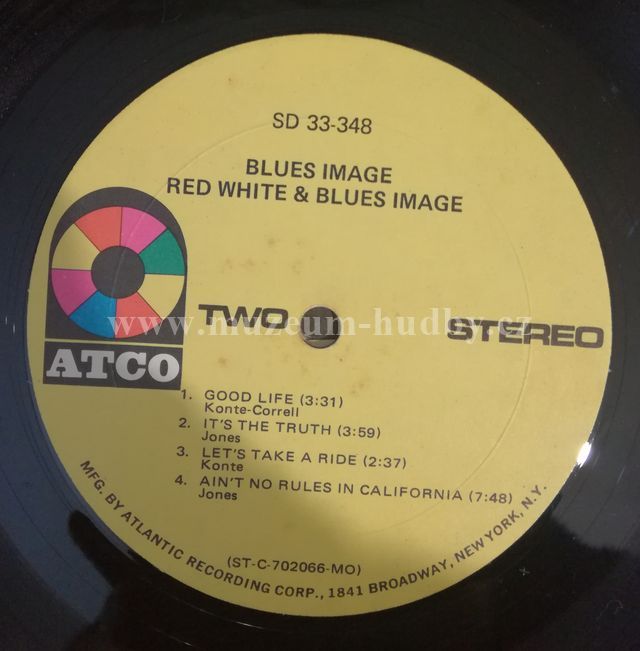 SD 33-348
BLUES IMAGE
RED WHITE & BLUES IMAGE
TWO
STEREO
www.muzeum-hudby.cz
ATCO
1. GOOD LIFE (3:31)
Konte-Correll
2. IT'S THE TRUTH (3:59)
Jones
3. LET'S TAKE A RIDE (2:37)
Konte
4. AIN'T NO RULES IN CALIFORNIA (7:48)
Jones
(ST-C-702066-MO)
MFG. BY ATLANTIC RECORDING CORP., 1841 BROADWAY, NEW YORK, N.Y.